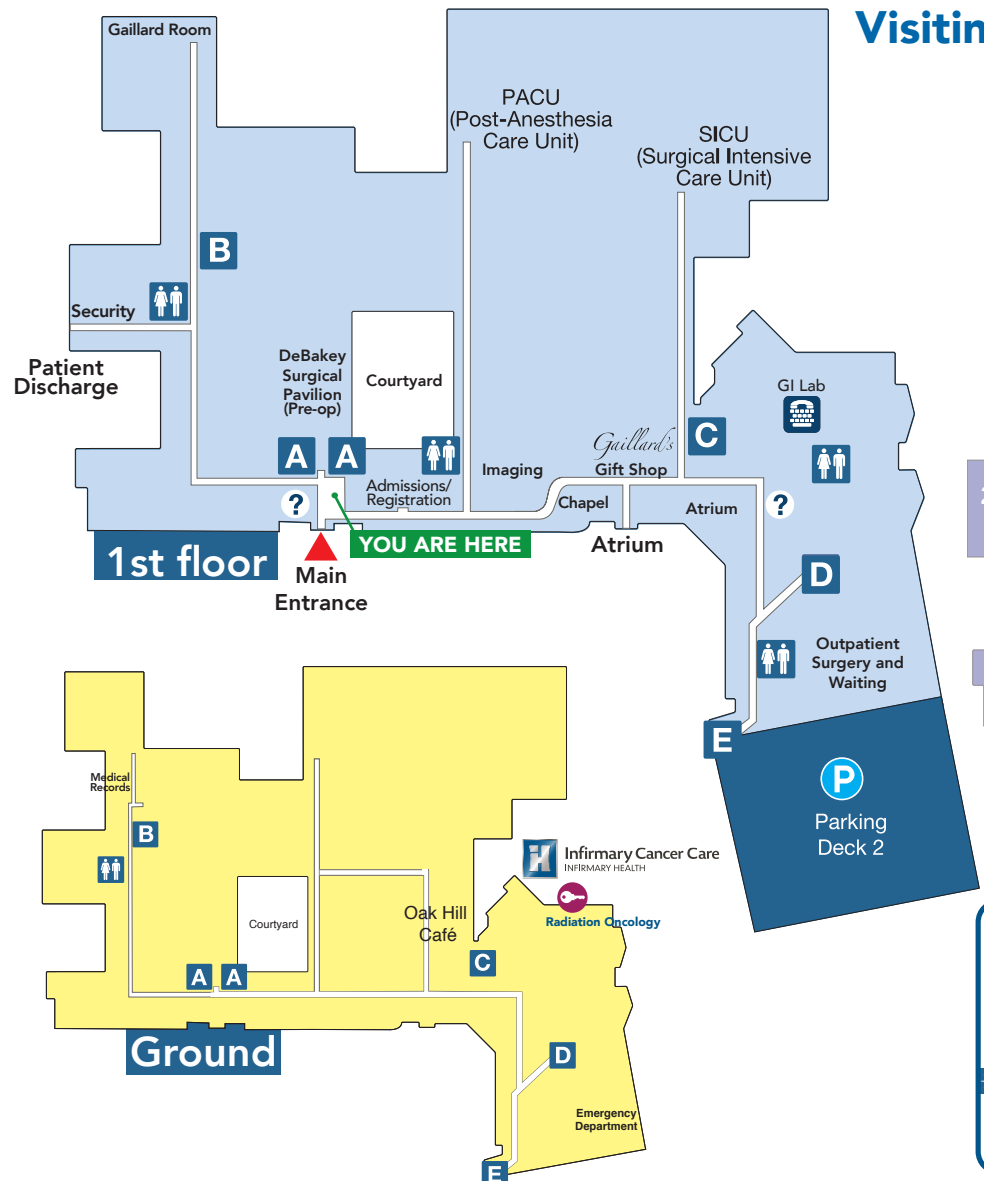 Visitin
Gaillard Room
PACU
(Post-Anesthesia
Care Unit)
SICU
(Surgical Intensive
Care Unit)
B
Security
Patient
Discharge
DeBakey
Surgical
Pavilion
(Pre-op)
Courtyard
GI Lab
A
A
C
Gaillard's
Gift Shop
Imaging
Admissions/
Registration
Chapel
Atrium
?
?
YOU ARE HERE
Atrium
1st floor
Main
Entrance
D
Outpatient
Surgery and
Waiting
E
P
Parking
Deck 2
2
Medical
Records
B
Infirmary Cancer Care
INFIRMARY HEALTH
Radiation Oncology
Oak Hill
Café
Courtyard
C
A
A
Ground
D
Emergency
Department
E